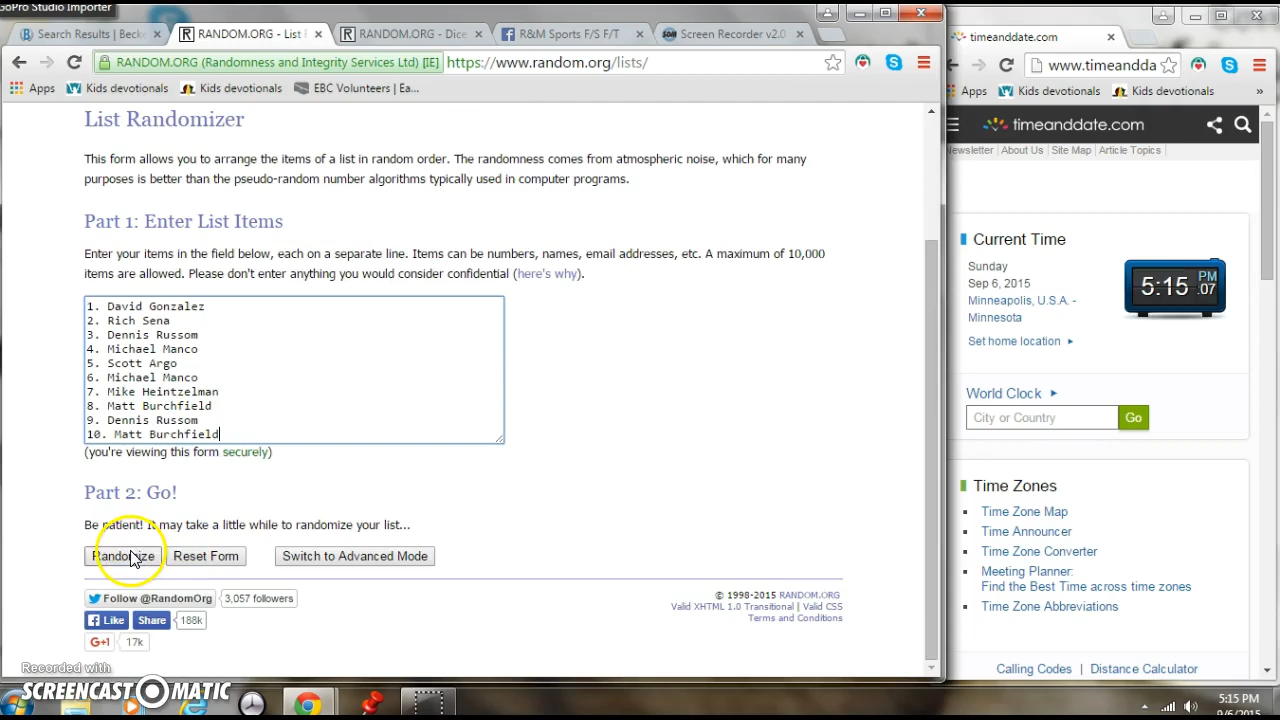 GoPro Studio Importer
Search Results | Becke
RANDOM.ORG - List
RANDOM.ORG - Dice
R&M Sports F/S F/T
Screen Recorder v2.0
timeanddate.com
RANDOM.ORG (Randomness and Integrity Services Ltd) [IE]
https://www.random.org/lists/
www.timeandda
Apps
Kids devotionals
Kids devotionals
EBC Volunteers | Ea...
Apps
Kids devotionals
Kids devotionals
»
List Randomizer
This form allows you to arrange the items of a list in random order. The randomness comes from atmospheric noise, which for many
purposes is better than the pseudo-random number algorithms typically used in computer programs.
Part 1: Enter List Items
Enter your items in the field below, each on a separate line. Items can be numbers, names, email addresses, etc. A maximum of 10,000
items are allowed. Please don't enter anything you would consider confidential (here's why).
1. David Gonzalez
2. Rich Sena
3. Dennis Russom
4. Michael Manco
5. Scott Argo
6. Michael Manco
7. Mike Heintzelman
8. Matt Burchfield
9. Dennis Russom
10. Matt Burchfield
(you're viewing this form securely)
Part 2: Go!
Be patient! It may take a little while to randomize your list...
Randomize
Reset Form
Switch to Advanced Mode
Follow @RandomOrg
3,057 followers
Like
Share
188k
G+1
17k
© 1998-2015 RANDOM.ORG
Valid XHTML 1.0 Transitional | Valid CSS
Terms and Conditions
timeanddate.com
Newsletter | About Us | Site Map | Article Topics |
Current Time
Sunday
Sep 6, 2015
Minneapolis, U.S.A. -
Minnesota
Set home location
5:15 PM :07
World Clock
City or Country
Go
Time Zones
Time Zone Map
Time Announcer
Time Zone Converter
Meeting Planner:
Find the Best Time across time zones
Time Zone Abbreviations
Calling Codes | Distance Calculator
Recorded with
SCREENCAST MATIC
5:15 PM
9/6/2015